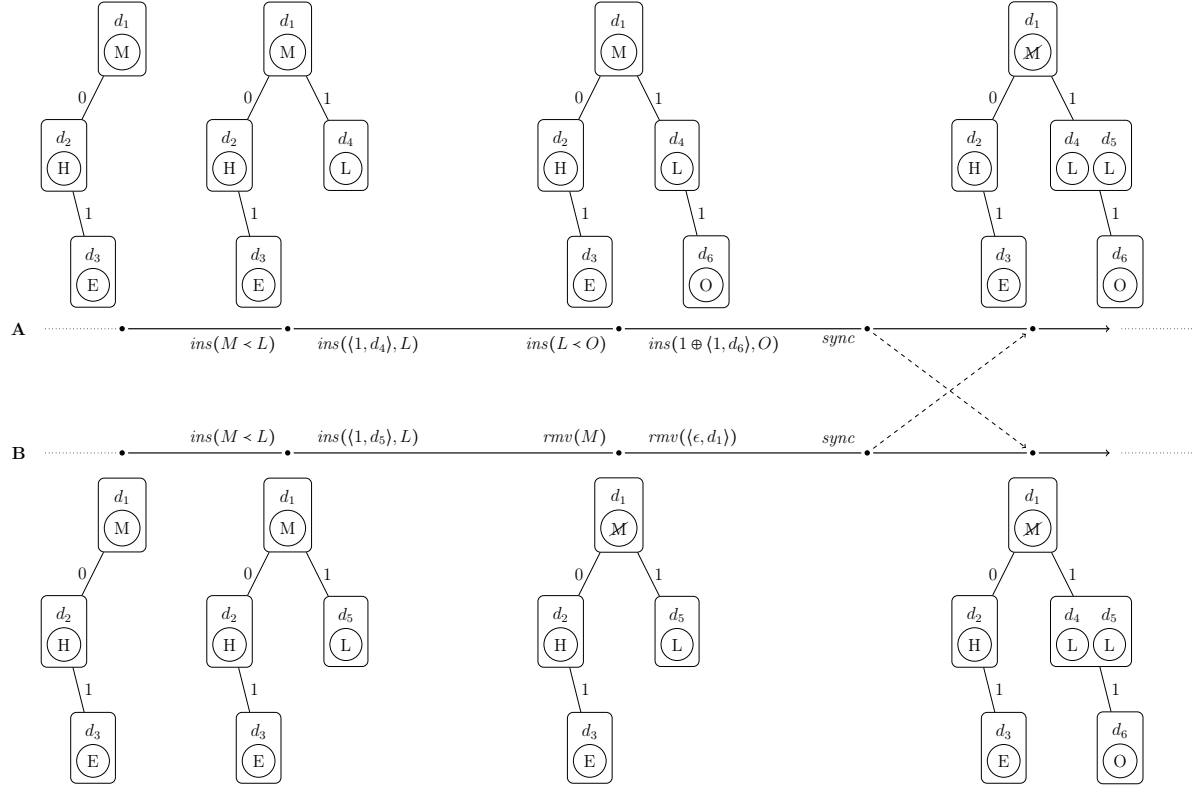 d1 d1 d1 d1
M M M M
0 0 1 0 1 0 1
d2 d2 d4 d2 d4 d2 d4 d5
H H L H L H L L
1 1 1 1 1 1
d3 d3 d3 d6 d3 d6
E E E O E O
A
ins(M ≺ L) ins(⟨1, d4⟩, L) ins(L ≺ O) ins(1 ⊕ ⟨1, d6⟩, O) sync
ins(M ≺ L) ins(⟨1, d5⟩, L) rmv(M) rmv(⟨ϵ, d1⟩) sync
B
d1 d1 d1 d1
M M M M
0 0 1 0 1 0 1
d2 d2 d5 d2 d5 d2 d4 d5
H H L H L H L L
1 1 1 1 1
d3 d3 d3 d3 d6
E E E E O